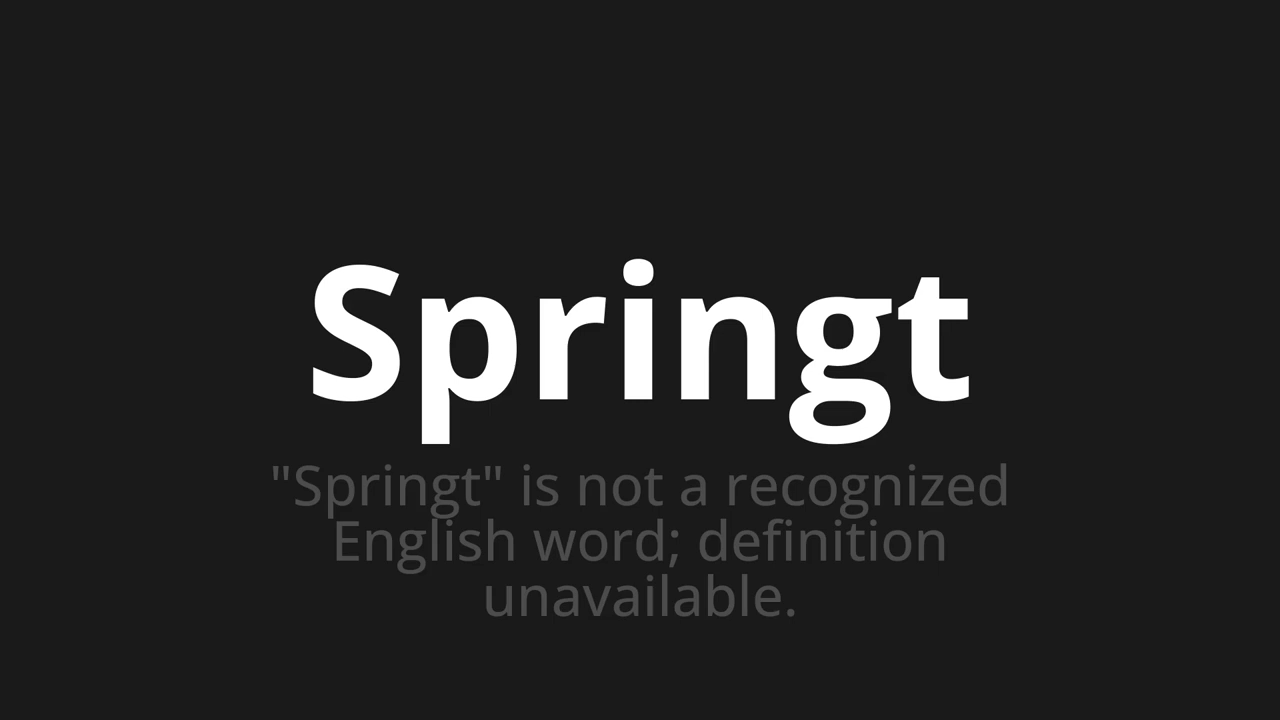 Springt
"Springt" is not a recognized
English word; definition
unavailable.